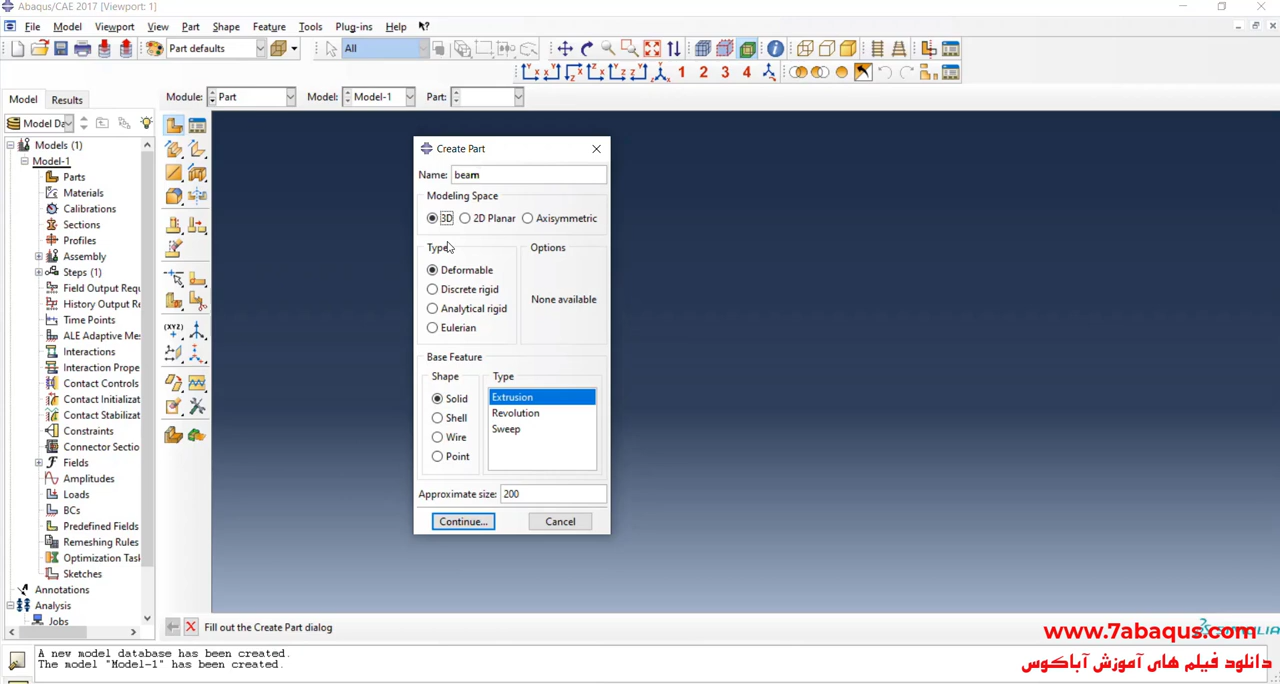 Abaqus/CAE 2017 [Viewport: 1]
File Model Viewport View Part Shape Feature Tools Plug-ins Help
Part defaults All
1 2 3 4
Model Results Module: Part Model: Model-1 Part:
Model Da
Models (1)
Model-1
Parts
Materials
Calibrations
Sections
Profiles
Assembly
Steps (1)
Field Output Requ
History Output Re
Time Points
ALE Adaptive Mes
Interactions
Interaction Prope
Contact Controls
Contact Initializat
Contact Stabilizat
Constraints
Connector Sectio
Fields
Amplitudes
Loads
BCs
Predefined Fields
Remeshing Rules
Optimization Task
Sketches
Annotations
Analysis
Jobs
(XYZ)
Create Part
Name: beam
Modeling Space
3D 2D Planar Axisymmetric
Type Options
Deformable
Discrete rigid
Analytical rigid
Eulerian
None available
Base Feature
Shape Type
Solid
Shell
Wire
Point
Extrusion
Revolution
Sweep
Approximate size: 200
Continue... Cancel
Fill out the Create Part dialog
A new model database has been created.
The model "Model-1" has been created.
www.7abaqus.com
دانلود فیلم های آموزش آباکوس